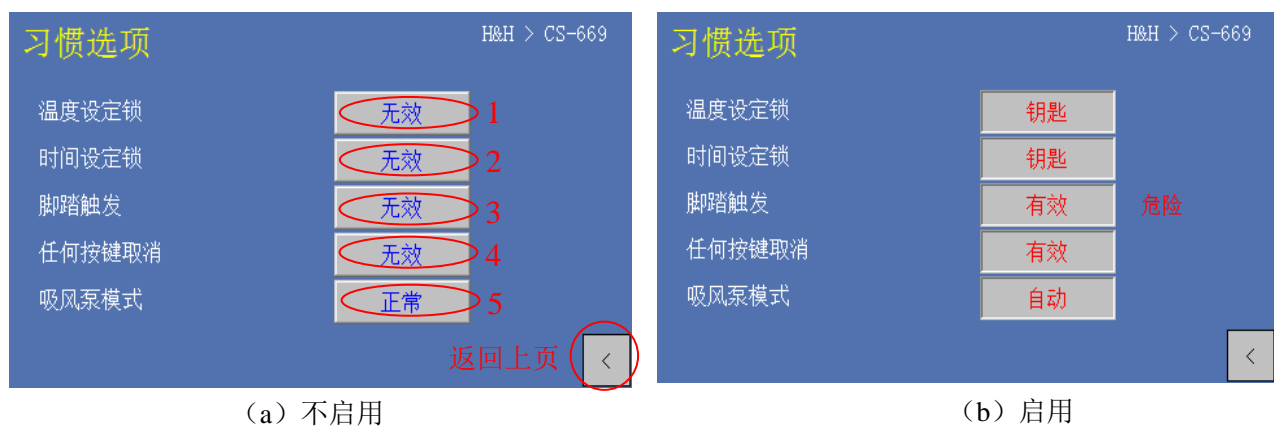 习惯选项 H&H > CS-669
温度设定锁 无效 1
时间设定锁 无效 2
脚踏触发 无效 3
任何按键取消 无效 4
吸风泵模式 正常 5
返回上页 <
(a) 不启用
习惯选项 H&H > CS-669
温度设定锁 钥匙
时间设定锁 钥匙
脚踏触发 有效 危险
任何按键取消 有效
吸风泵模式 自动
<
(b) 启用